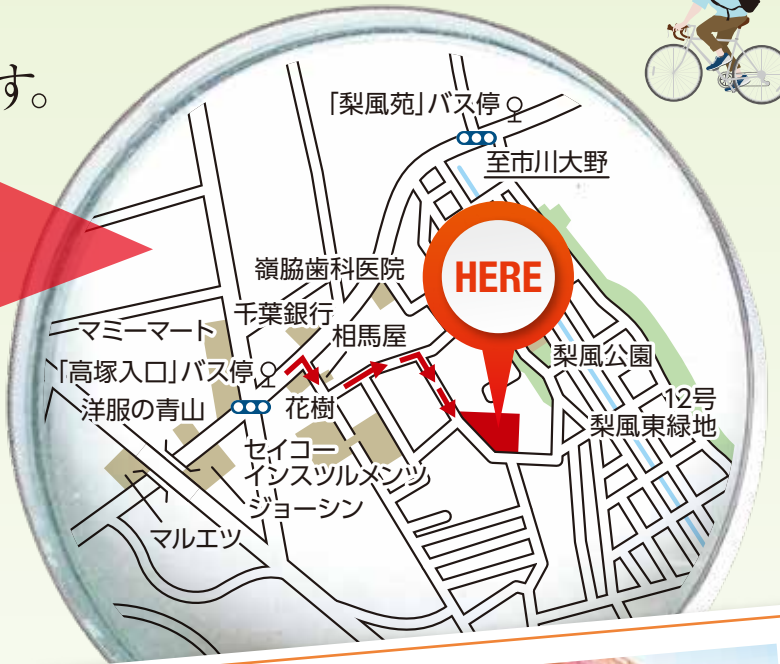 す。
「梨風苑」バス停
至市川大野
嶺脇歯科医院
HERE
千葉銀行
マミーマート
相馬屋
「高塚入口」バス停
梨風公園
洋服の青山
花樹
12号
梨風東緑地
セイコー
インスツルメンツ
ジョーシン
マルエツ